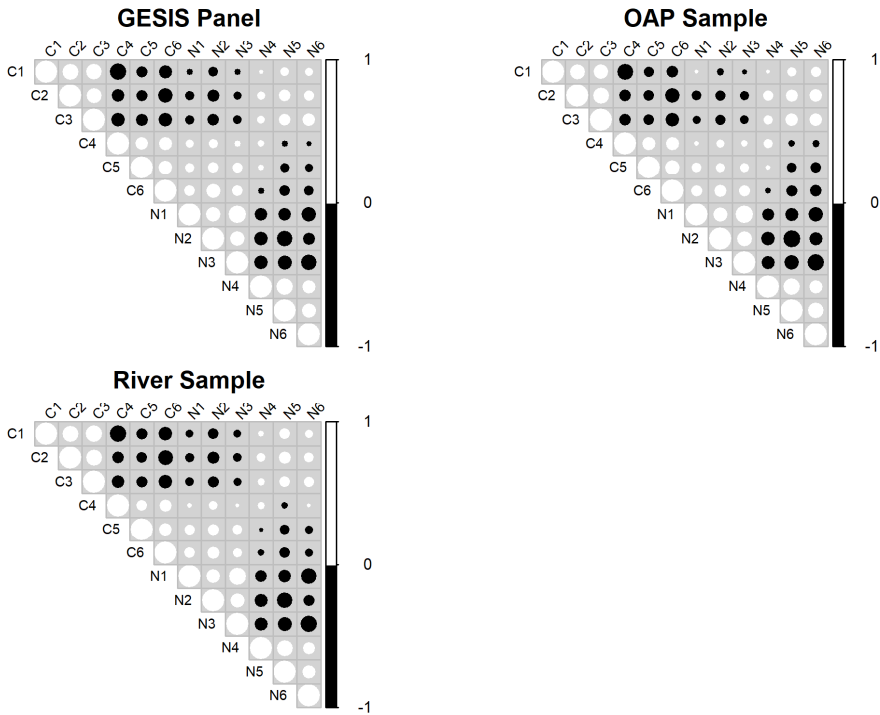 GESIS Panel
C1 C2 C3 C4 C5 C6 N1 N2 N3 N4 N5 N6
C1
C2
C3
C4
C5
C6
N1
N2
N3
N4
N5
N6
1
0
-1
OAP Sample
C1 C2 C3 C4 C5 C6 N1 N2 N3 N4 N5 N6
C1
C2
C3
C4
C5
C6
N1
N2
N3
N4
N5
N6
1
0
-1
River Sample
C1 C2 C3 C4 C5 C6 N1 N2 N3 N4 N5 N6
C1
C2
C3
C4
C5
C6
N1
N2
N3
N4
N5
N6
1
0
-1